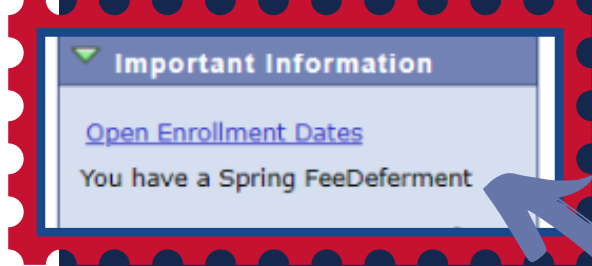 Important Information
Open Enrollment Dates
You have a Spring FeeDeferment